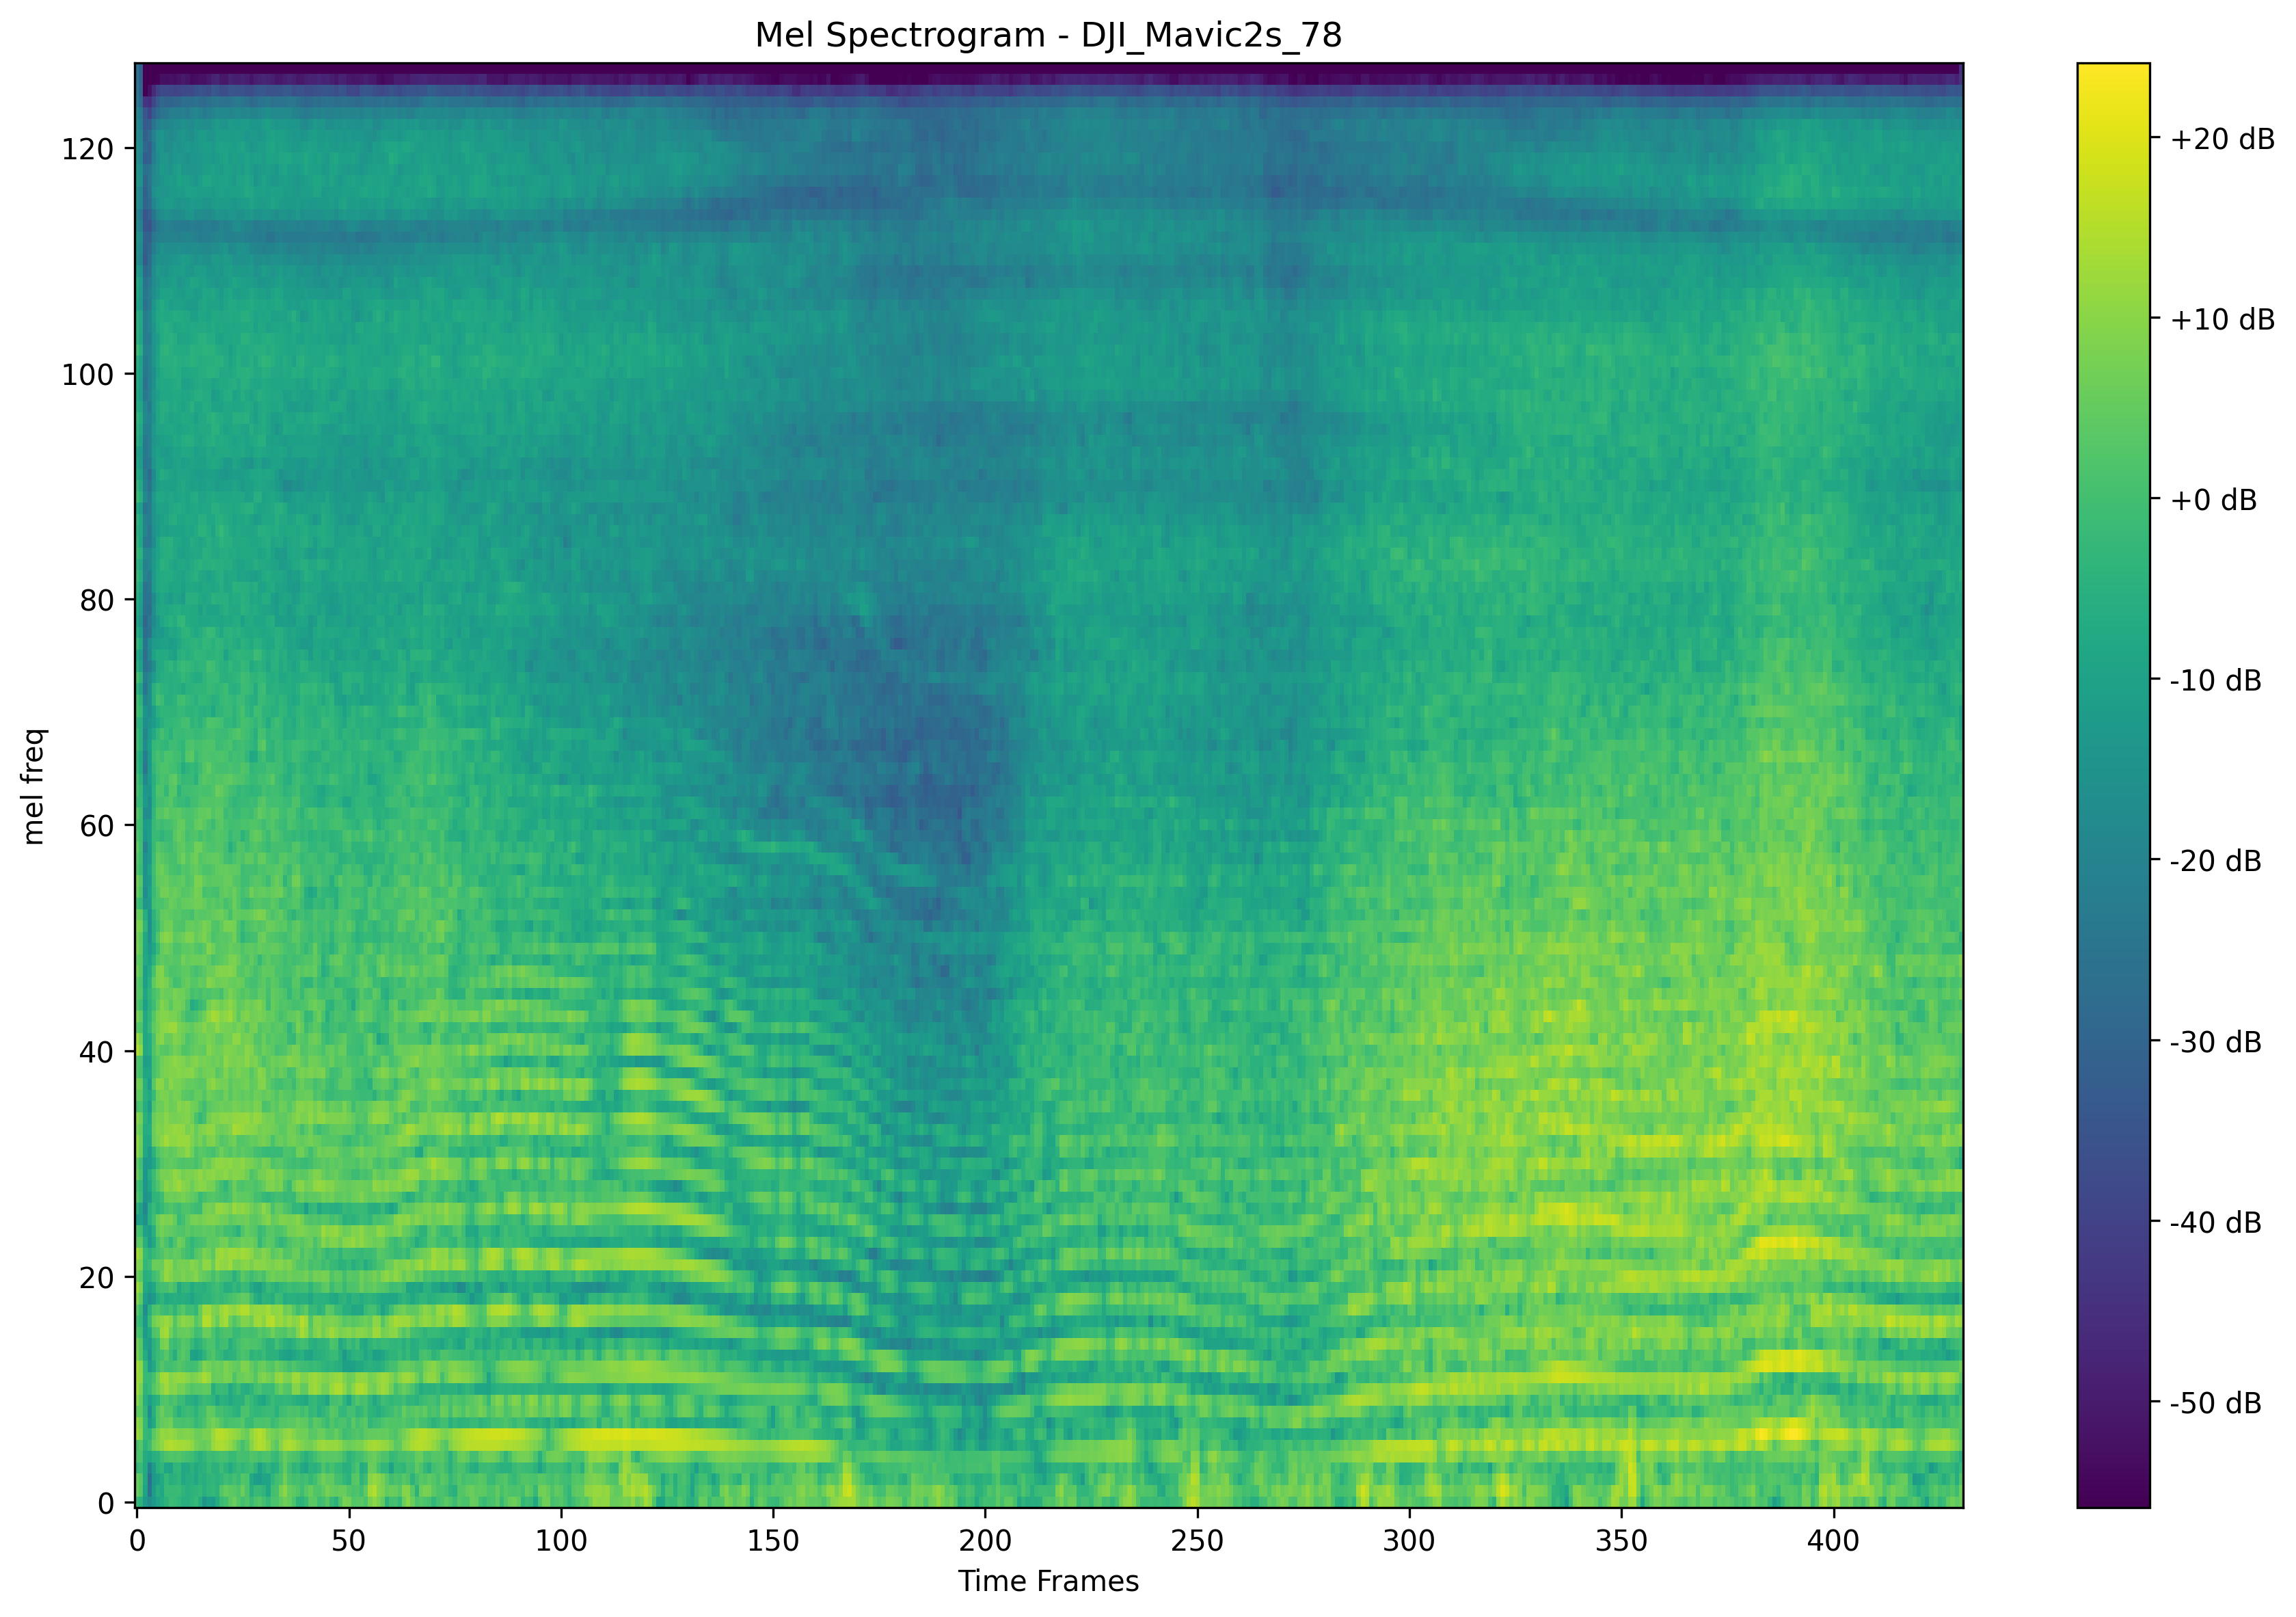 Mel Spectrogram - DJI_Mavic2s_78
mel freq
120
100
80
60
40
20
0
0 50 100 150 200 250 300 350 400
Time Frames
+20 dB
+10 dB
+0 dB
-10 dB
-20 dB
-30 dB
-40 dB
-50 dB